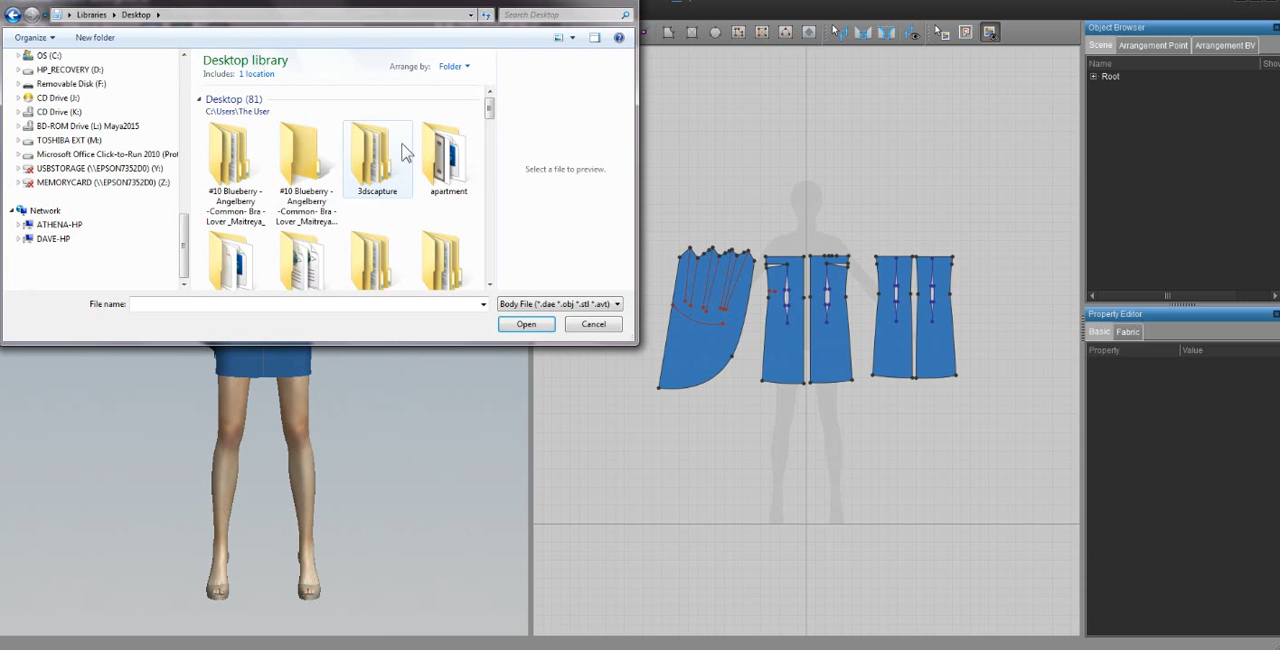 Libraries ▸ Desktop ▸
Search Desktop
Organize
New folder
OS (C:)
HP_RECOVERY (D:)
Removable Disk (F:)
CD Drive (J:)
CD Drive (K:)
BD-ROM Drive (L:) Maya2015
TOSHIBA EXT (M:)
Microsoft Office Click-to-Run 2010 (Prot
USBSTORAGE (\\EPSON7352D0) (Y:)
MEMORYCARD (\\EPSON7352D0) (Z:)
Network
ATHENA-HP
DAVE-HP
Desktop library
Includes: 1 location
Arrange by: Folder
Desktop (81)
C:\Users\The User
#10 Blueberry -
Angelberry
-Common- Bra -
Lover _Maitreya_
#10 Blueberry -
Angelberry
-Common- Bra -
Lover _Maitreya...
3dscapture
apartment
Select a file to preview.
File name:
Body File (*.dae *.obj *.stl *.avt)
Open
Cancel
Object Browser
Scene
Arrangement Point
Arrangement BV
Name
Show
Root
Property Editor
Basic
Fabric
Property
Value